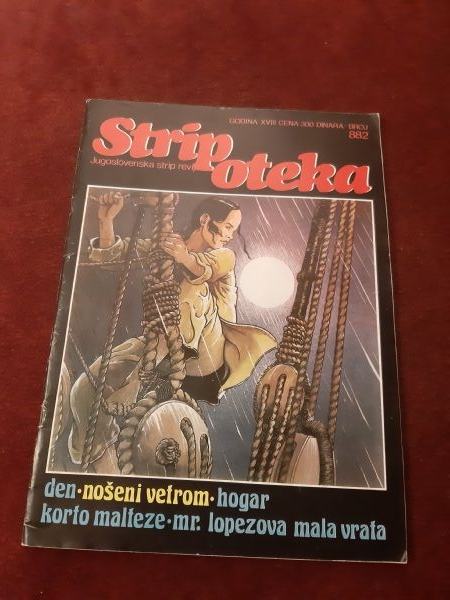 GODINA XVIII CENA 300 DINARA BROJ
882
Strip
Jugoslovenska strip revija
oteka
den·nošeni vetrom·hogar
korto malteze·mr. lopezova mala vrata